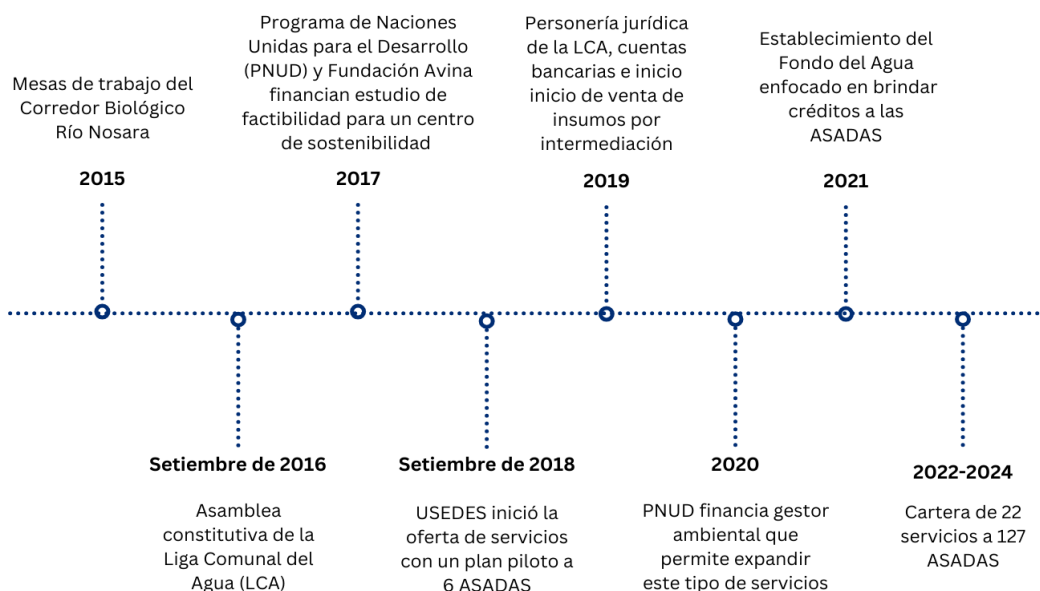 Mesas de trabajo del
Corredor Biológico
Río Nosara
2015
Setiembre de 2016
Asamblea
constitutiva de la
Liga Comunal del
Agua (LCA)
Programa de Naciones
Unidas para el Desarrollo
(PNUD) y Fundación Avina
financian estudio de
factibilidad para un centro
de sostenibilidad
2017
Setiembre de 2018
USEDES inició la
oferta de servicios
con un plan piloto a
6 ASADAS
Personería jurídica
de la LCA, cuentas
bancarias e inicio
inicio de venta de
insumos por
intermediación
2019
2020
PNUD financia gestor
ambiental que
permite expandir
este tipo de servicios
Establecimiento del
Fondo del Agua
enfocado en brindar
créditos a las
ASADAS
2021
2022-2024
Cartera de 22
servicios a 127
ASADAS